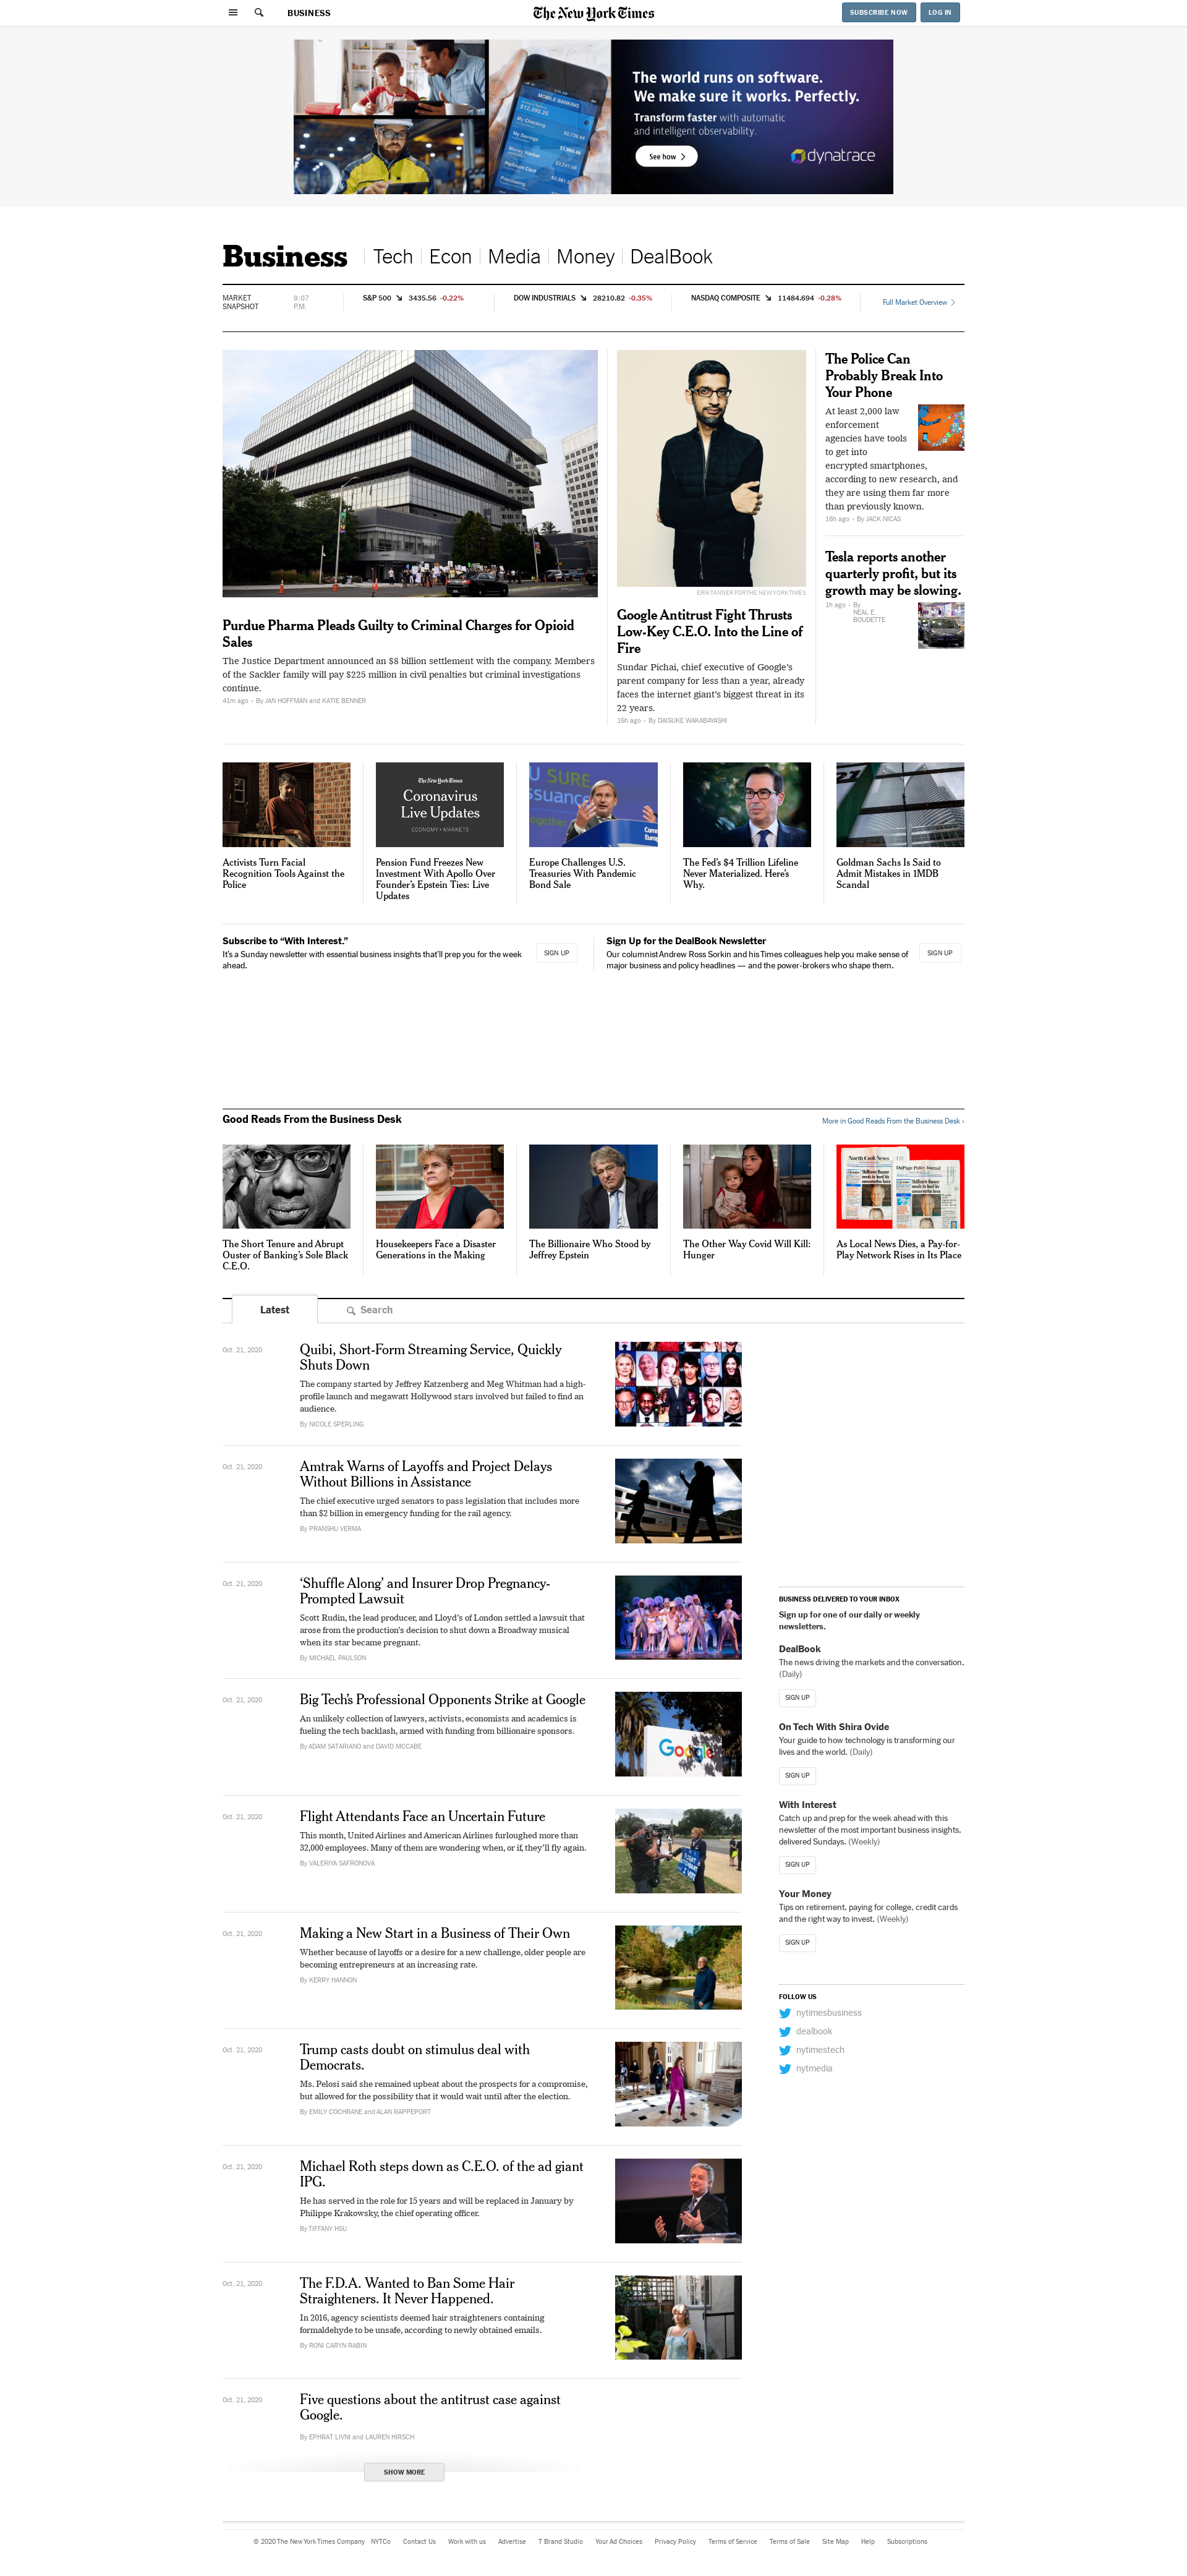 BUSINESS
The New York Times
SUBSCRIBE NOW
LOG IN
MOBILE BANKING
$12,395.25
My Checking
My Savings
Money Market
Platinum Card
The world runs on software.
We make sure it works. Perfectly.
Transform faster with automatic
and intelligent observability.
See how
dynatrace
Business
Tech
Econ
Media
Money
DealBook
MARKET
SNAPSHOT
9:07
P.M.
S&P 500 3435.56 -0.22%
DOW INDUSTRIALS 28210.82 -0.35%
NASDAQ COMPOSITE 11484.694 -0.28%
Full Market Overview
Purdue Pharma Pleads Guilty to Criminal Charges for Opioid
Sales
The Justice Department announced an $8 billion settlement with the company. Members
of the Sackler family will pay $225 million in civil penalties but criminal investigations
continue.
41m ago - By JAN HOFFMAN and KATIE BENNER
ERIK TANNER FOR THE NEW YORK TIMES
Google Antitrust Fight Thrusts
Low-Key C.E.O. Into the Line of
Fire
Sundar Pichai, chief executive of Google's
parent company for less than a year, already
faces the internet giant's biggest threat in its
22 years.
16h ago - By DAISUKE WAKABAYASHI
The Police Can
Probably Break Into
Your Phone
At least 2,000 law
enforcement
agencies have tools
to get into
encrypted smartphones,
according to new research, and
they are using them far more
than previously known.
16h ago - By JACK NICAS
Tesla reports another
quarterly profit, but its
growth may be slowing.
1h ago - By
NEAL E.
BOUDETTE
Activists Turn Facial
Recognition Tools Against the
Police
The New York Times
Coronavirus
Live Updates
ECONOMY • MARKETS
Pension Fund Freezes New
Investment With Apollo Over
Founder's Epstein Ties: Live
Updates
U SURE
ssuance
ogether
Europe Challenges U.S.
Treasuries With Pandemic
Bond Sale
The Fed's $4 Trillion Lifeline
Never Materialized. Here's
Why.
Goldman Sachs Is Said to
Admit Mistakes in 1MDB
Scandal
Subscribe to “With Interest.”
It's a Sunday newsletter with essential business insights that'll prep you for the week
ahead.
SIGN UP
Sign Up for the DealBook Newsletter
Our columnist Andrew Ross Sorkin and his Times colleagues help you make sense of
major business and policy headlines — and the power-brokers who shape them.
SIGN UP
Good Reads From the Business Desk
More in Good Reads From the Business Desk ›
The Short Tenure and Abrupt
Ouster of Banking's Sole Black
C.E.O.
Housekeepers Face a Disaster
Generations in the Making
The Billionaire Who Stood by
Jeffrey Epstein
The Other Way Covid Will Kill:
Hunger
North Cook News
DuPage Policy Journal
As Local News Dies, a Pay-for-
Play Network Rises in Its Place
Latest
Search
Oct. 21, 2020
Quibi, Short-Form Streaming Service, Quickly
Shuts Down
The company started by Jeffrey Katzenberg and Meg Whitman had a high-
profile launch and megawatt Hollywood stars involved but failed to find an
audience.
By NICOLE SPERLING
Oct. 21, 2020
Amtrak Warns of Layoffs and Project Delays
Without Billions in Assistance
The chief executive urged senators to pass legislation that includes more
than $2 billion in emergency funding for the rail agency.
By PRANSHU VERMA
Oct. 21, 2020
‘Shuffle Along’ and Insurer Drop Pregnancy-
Prompted Lawsuit
Scott Rudin, the lead producer, and Lloyd's of London settled a lawsuit that
arose from the production's decision to shut down a Broadway musical
when its star became pregnant.
By MICHAEL PAULSON
Oct. 21, 2020
Big Tech's Professional Opponents Strike at Google
An unlikely collection of lawyers, activists, economists and academics is
fueling the tech backlash, armed with funding from billionaire sponsors.
By ADAM SATARIANO and DAVID MCCABE
Google
Oct. 21, 2020
Flight Attendants Face an Uncertain Future
This month, United Airlines and American Airlines furloughed more than
32,000 employees. Many of them are wondering when, or if, they'll fly again.
By VALERIYA SAFRONOVA
Oct. 21, 2020
Making a New Start in a Business of Their Own
Whether because of layoffs or a desire for a new challenge, older people are
becoming entrepreneurs at an increasing rate.
By KERRY HANNON
Oct. 21, 2020
Trump casts doubt on stimulus deal with
Democrats.
Ms. Pelosi said she remained upbeat about the prospects for a compromise,
but allowed for the possibility that it would wait until after the election.
By EMILY COCHRANE and ALAN RAPPEPORT
Oct. 21, 2020
Michael Roth steps down as C.E.O. of the ad giant
IPG.
He has served in the role for 15 years and will be replaced in January by
Philippe Krakowsky, the chief operating officer.
By TIFFANY HSU
Oct. 21, 2020
The F.D.A. Wanted to Ban Some Hair
Straighteners. It Never Happened.
In 2016, agency scientists deemed hair straighteners containing
formaldehyde to be unsafe, according to newly obtained emails.
By RONI CARYN RABIN
Oct. 21, 2020
Five questions about the antitrust case against
Google.
By EPHRAT LIVNI and LAUREN HIRSCH
SHOW MORE
BUSINESS DELIVERED TO YOUR INBOX
Sign up for one of our daily or weekly
newsletters.
DealBook
The news driving the markets and the conversation.
(Daily)
SIGN UP
On Tech With Shira Ovide
Your guide to how technology is transforming our
lives and the world. (Daily)
SIGN UP
With Interest
Catch up and prep for the week ahead with this
newsletter of the most important business insights,
delivered Sundays. (Weekly)
SIGN UP
Your Money
Tips on retirement, paying for college, credit cards
and the right way to invest. (Weekly)
SIGN UP
FOLLOW US
nytimesbusiness
dealbook
nytimestech
nytmedia
© 2020 The New York Times Company NYTCo Contact Us Work with us Advertise T Brand Studio Your Ad Choices Privacy Policy Terms of Service Terms of Sale Site Map Help Subscriptions